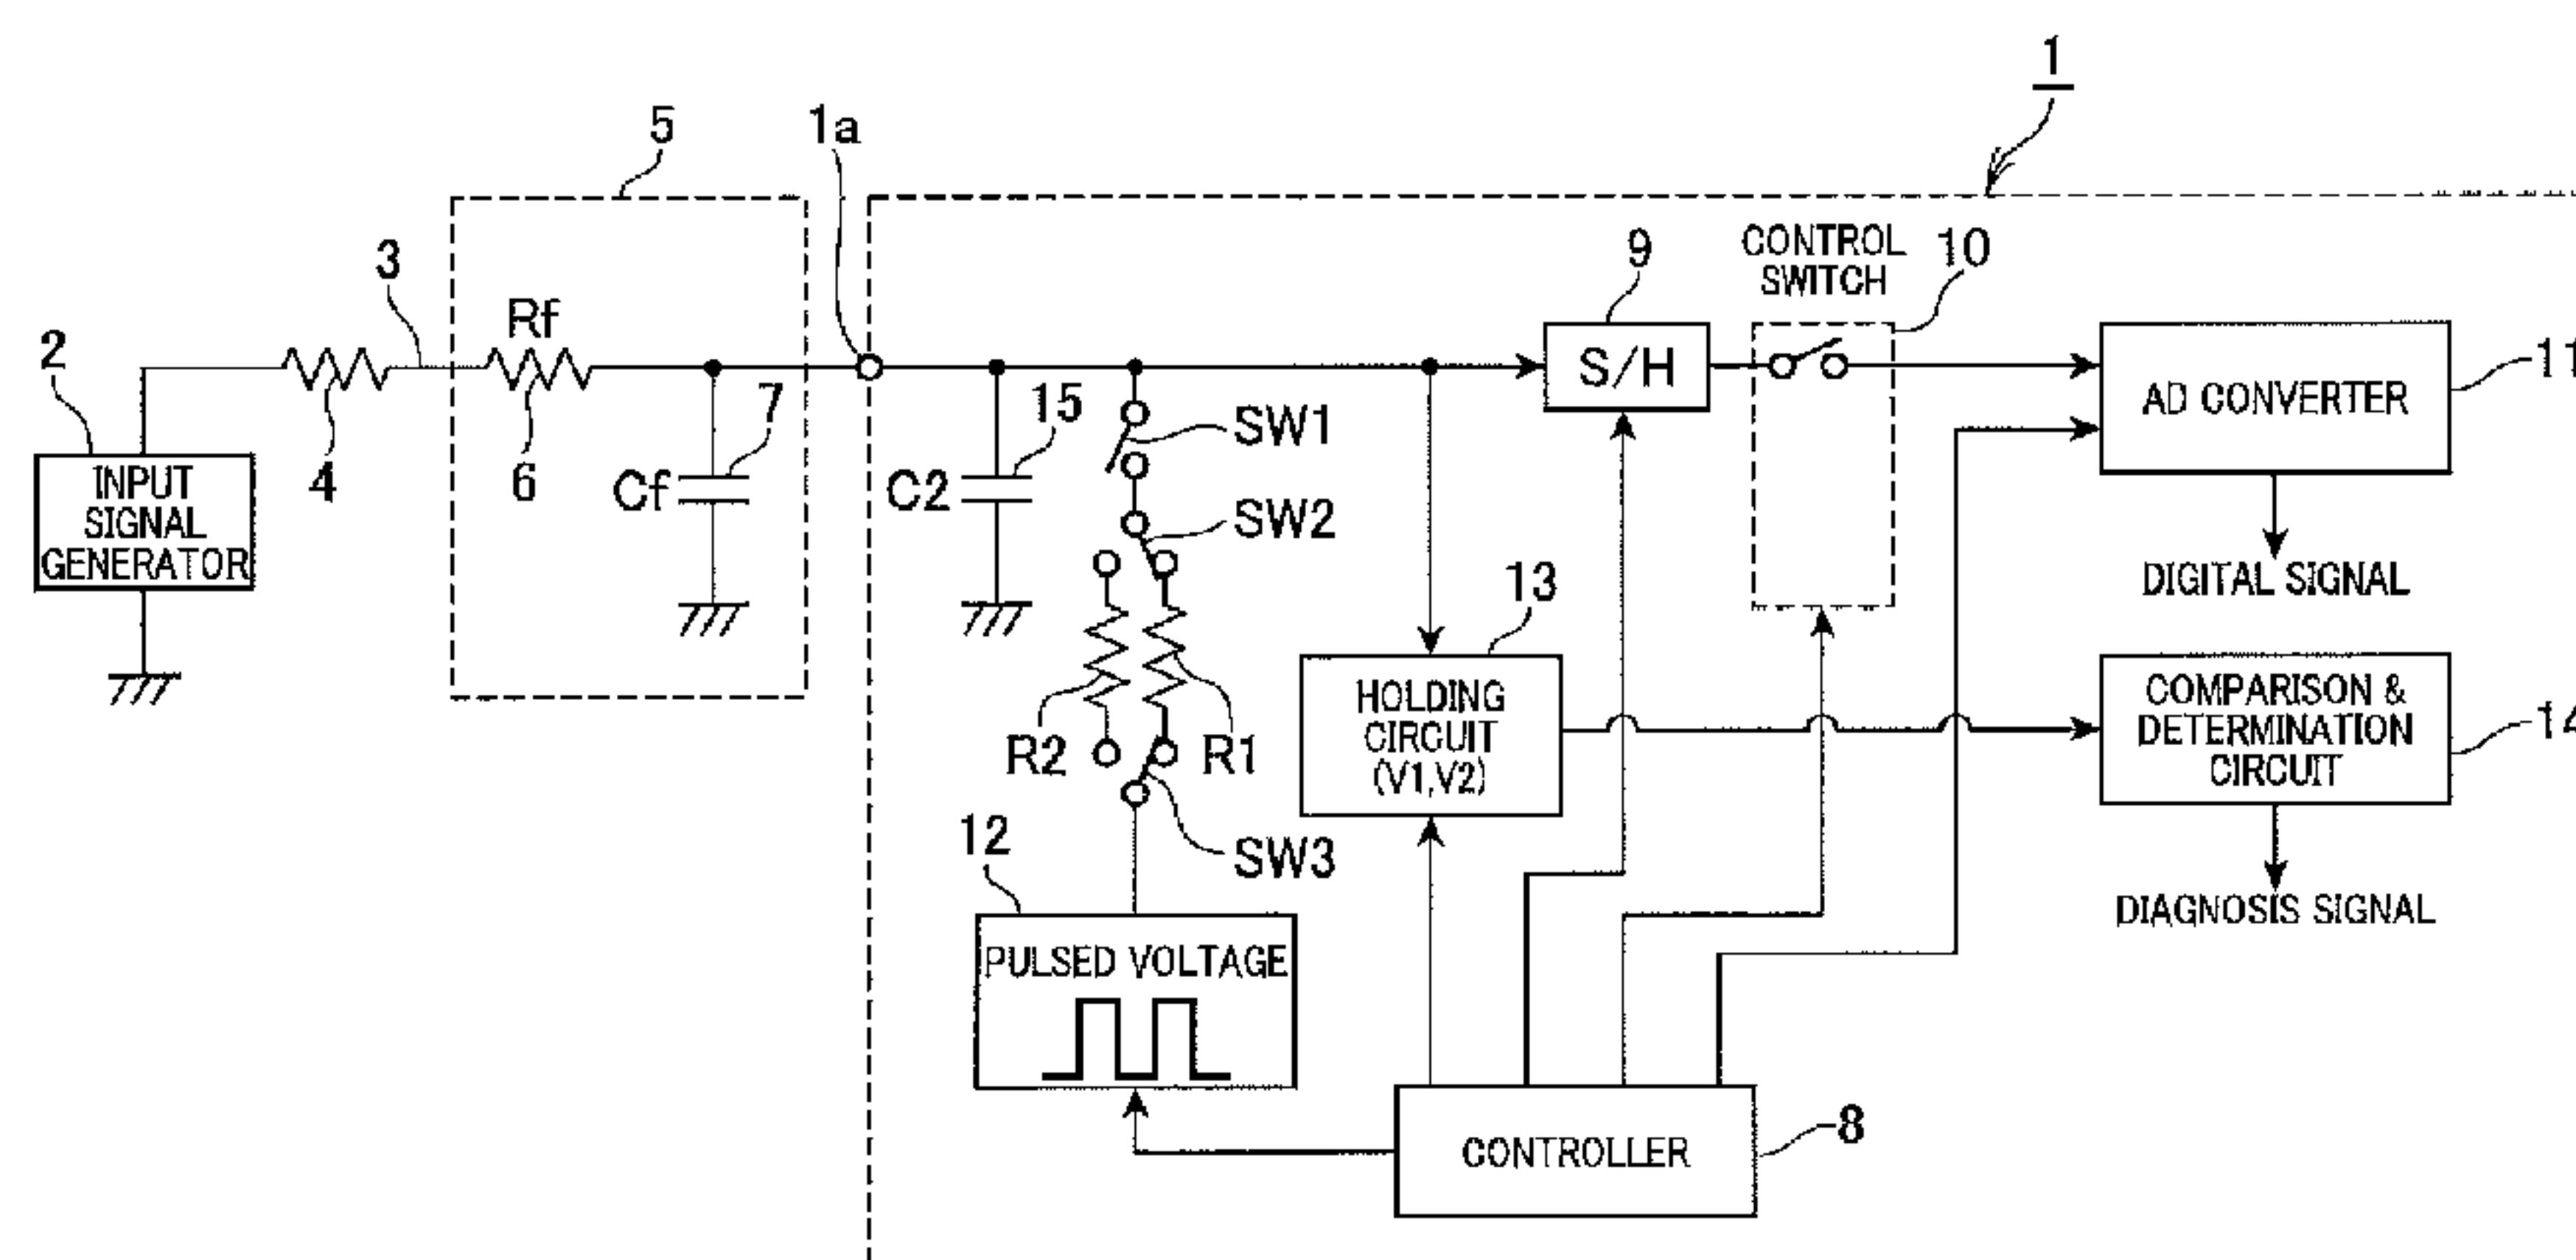 1
5
1a
3
9
CONTROL
SWITCH
10
2
Rf
4
6
7
Cf
INPUT
SIGNAL
GENERATOR
15
C2
SW1
SW2
S/H
AD CONVERTER
11
DIGITAL SIGNAL
13
HOLDING
CIRCUIT
(V1,V2)
R2
R1
SW3
COMPARISON &
DETERMINATION
CIRCUIT
14
DIAGNOSIS SIGNAL
12
PULSED VOLTAGE
CONTROLLER
8